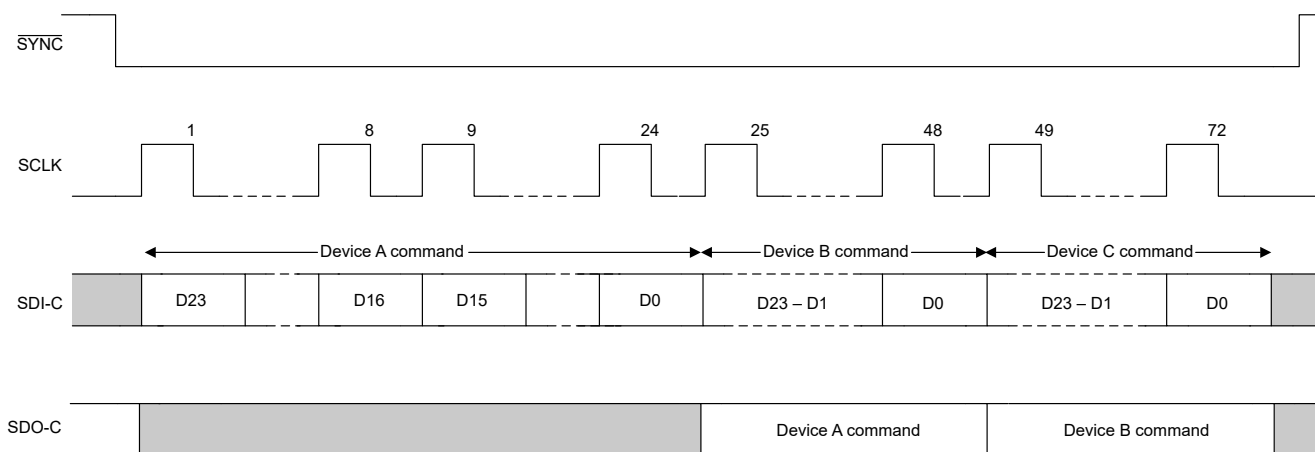 SYNC
1 8 9 24 25 48 49 72
SCLK
Device A command Device B command Device C command
SDI-C D23 D16 D15 D0 D23 – D1 D0 D23 – D1 D0
SDO-C Device A command Device B command